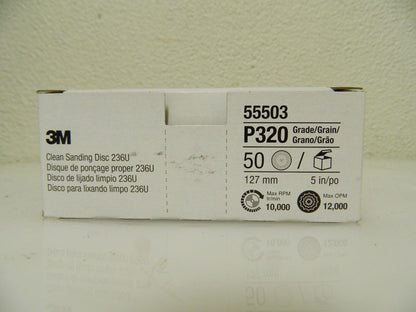 3M
Clean Sanding Disc 236U
Disque de ponçage proper 236U
Disco de lijado limpio 236U
Disco para lixando limpo 236U
55503
P320 Grade/Grain/
Grano/Grão
50 /
127 mm 5 in/po
Max RPM
tr/min
10,000
Max OPM
12,000